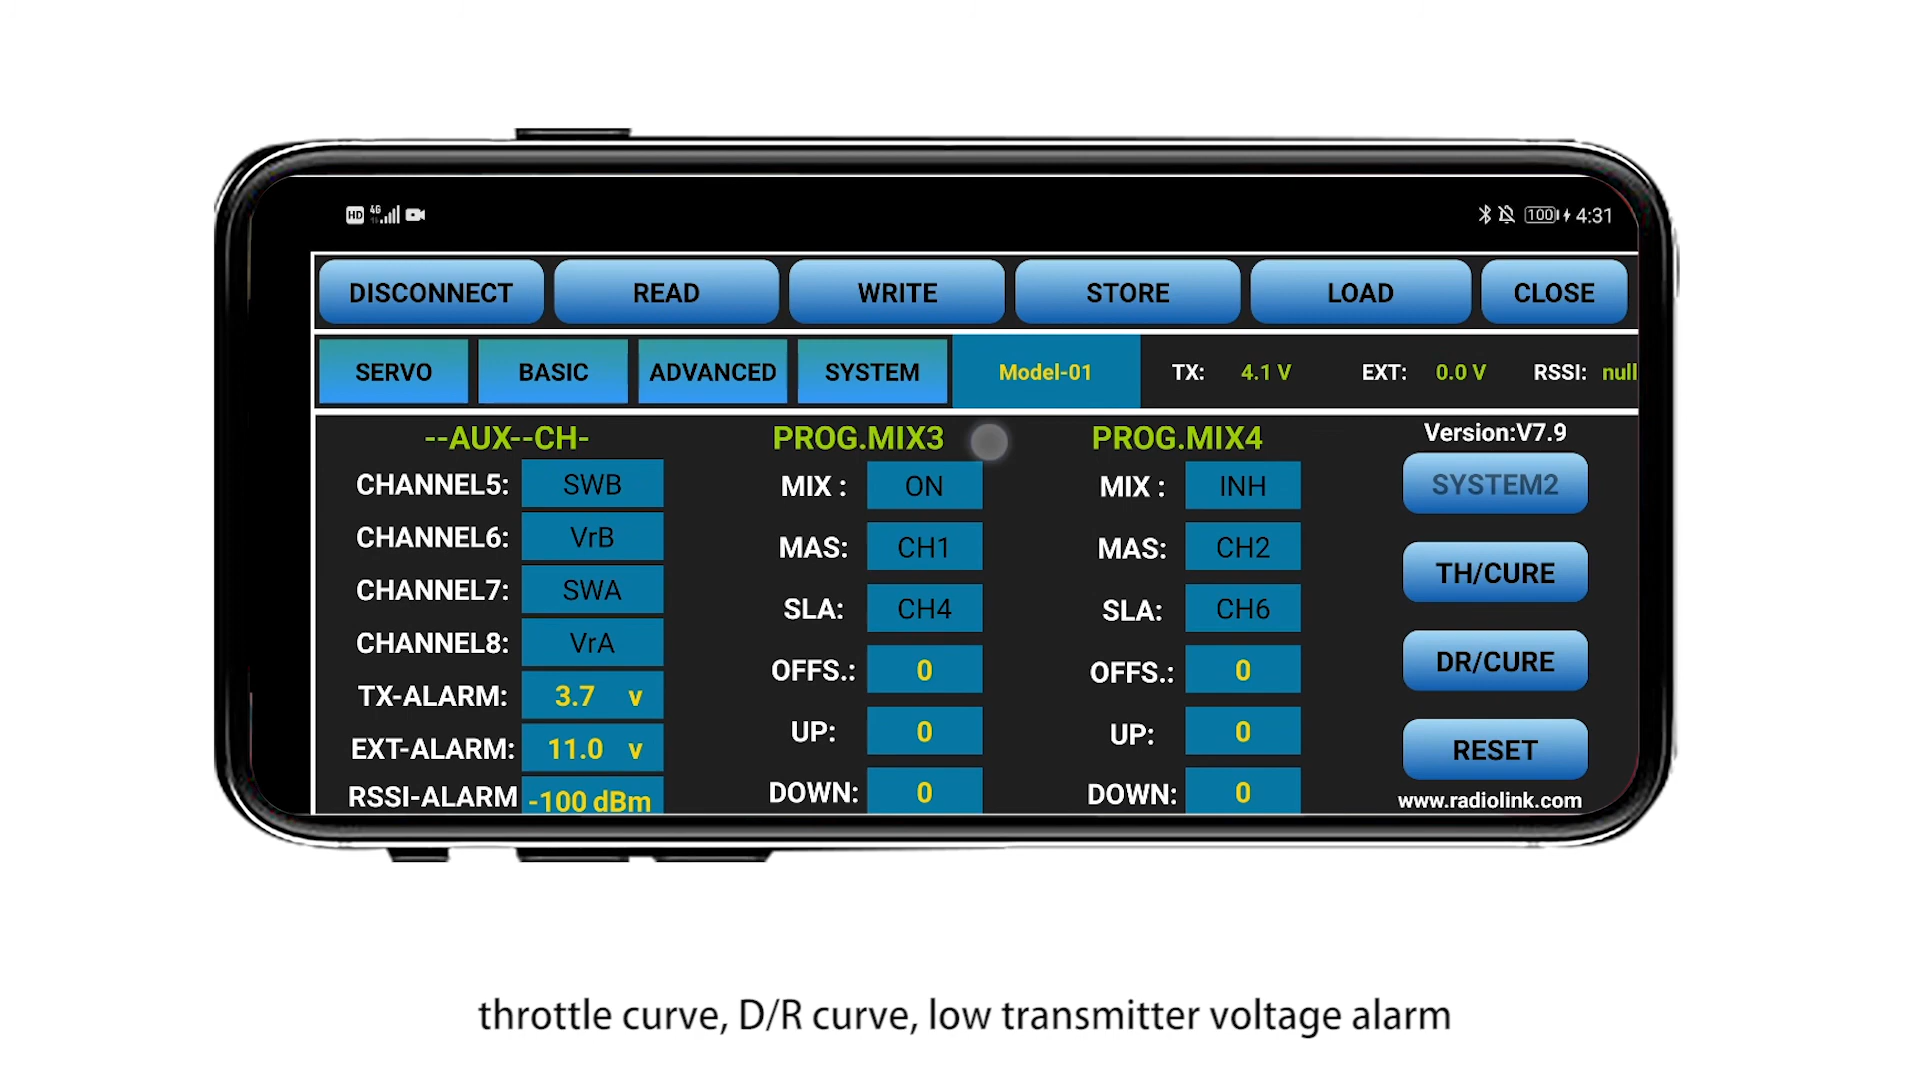 HD 4G 100 4:31
DISCONNECT READ WRITE STORE LOAD CLOSE
SERVO BASIC ADVANCED SYSTEM Model-01 TX: 4.1 V EXT: 0.0 V RSSI: null
--AUX--CH-
CHANNEL5: SWB
CHANNEL6: VrB
CHANNEL7: SWA
CHANNEL8: VrA
TX-ALARM: 3.7 v
EXT-ALARM: 11.0 v
RSSI-ALARM -100 dBm
PROG.MIX3
MIX : ON
MAS: CH1
SLA: CH4
OFFS.: 0
UP: 0
DOWN: 0
PROG.MIX4
MIX : INH
MAS: CH2
SLA: CH6
OFFS.: 0
UP: 0
DOWN: 0
Version:V7.9
SYSTEM2
TH/CURE
DR/CURE
RESET
www.radiolink.com
throttle curve, D/R curve, low transmitter voltage alarm